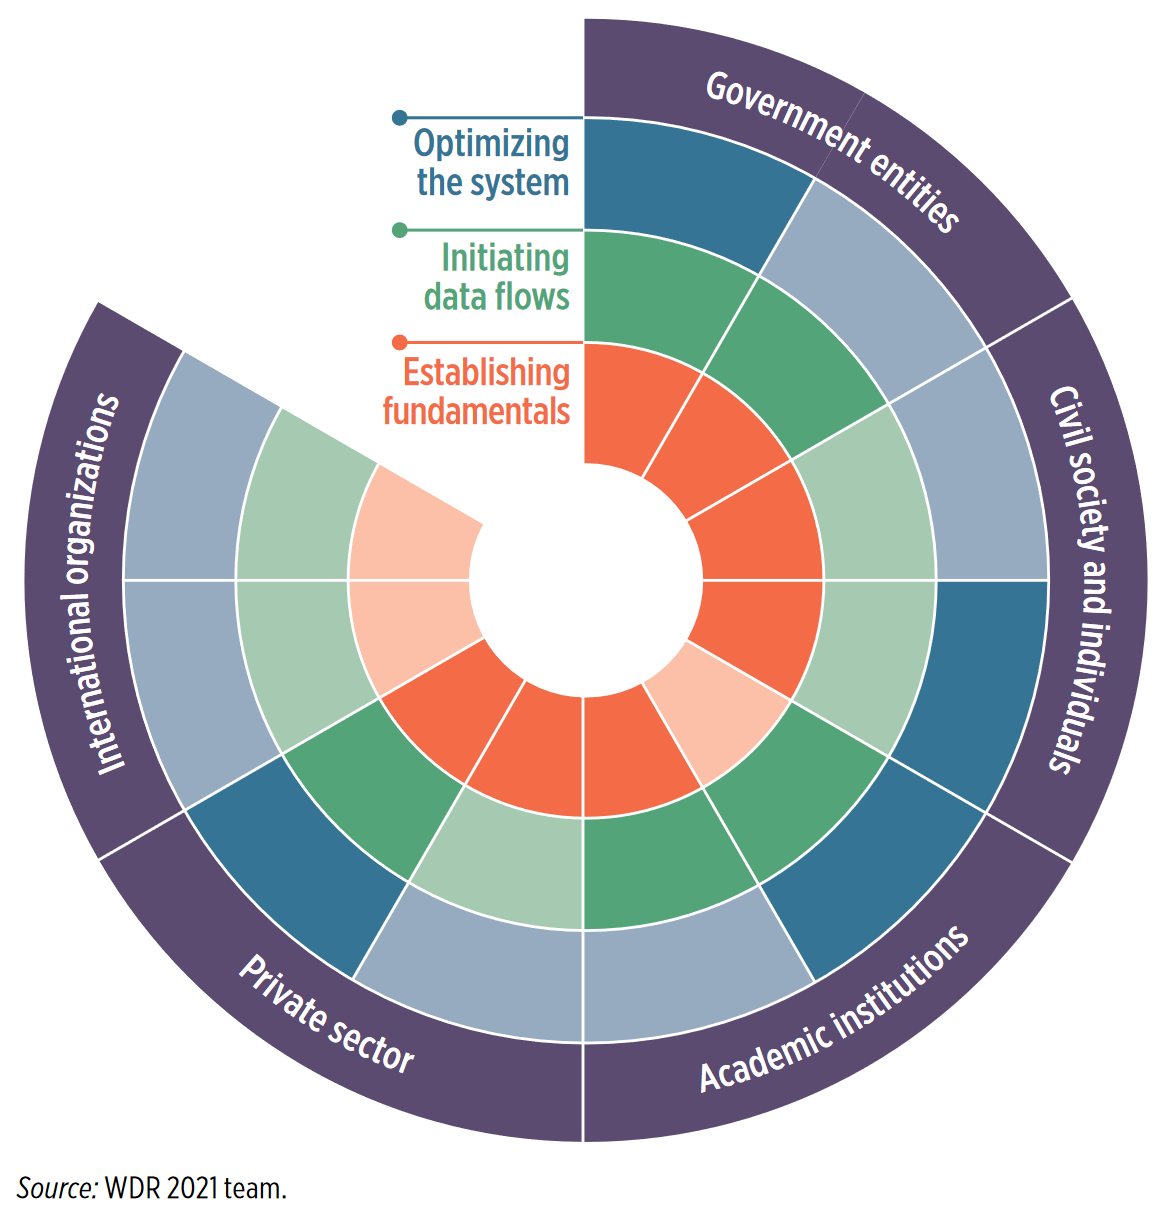 Government entities
Optimizing
the system
Initiating
data flows
Establishing
fundamentals
Civil society and individuals
International organizations
Academic institutions
Private sector
Source: WDR 2021 team.